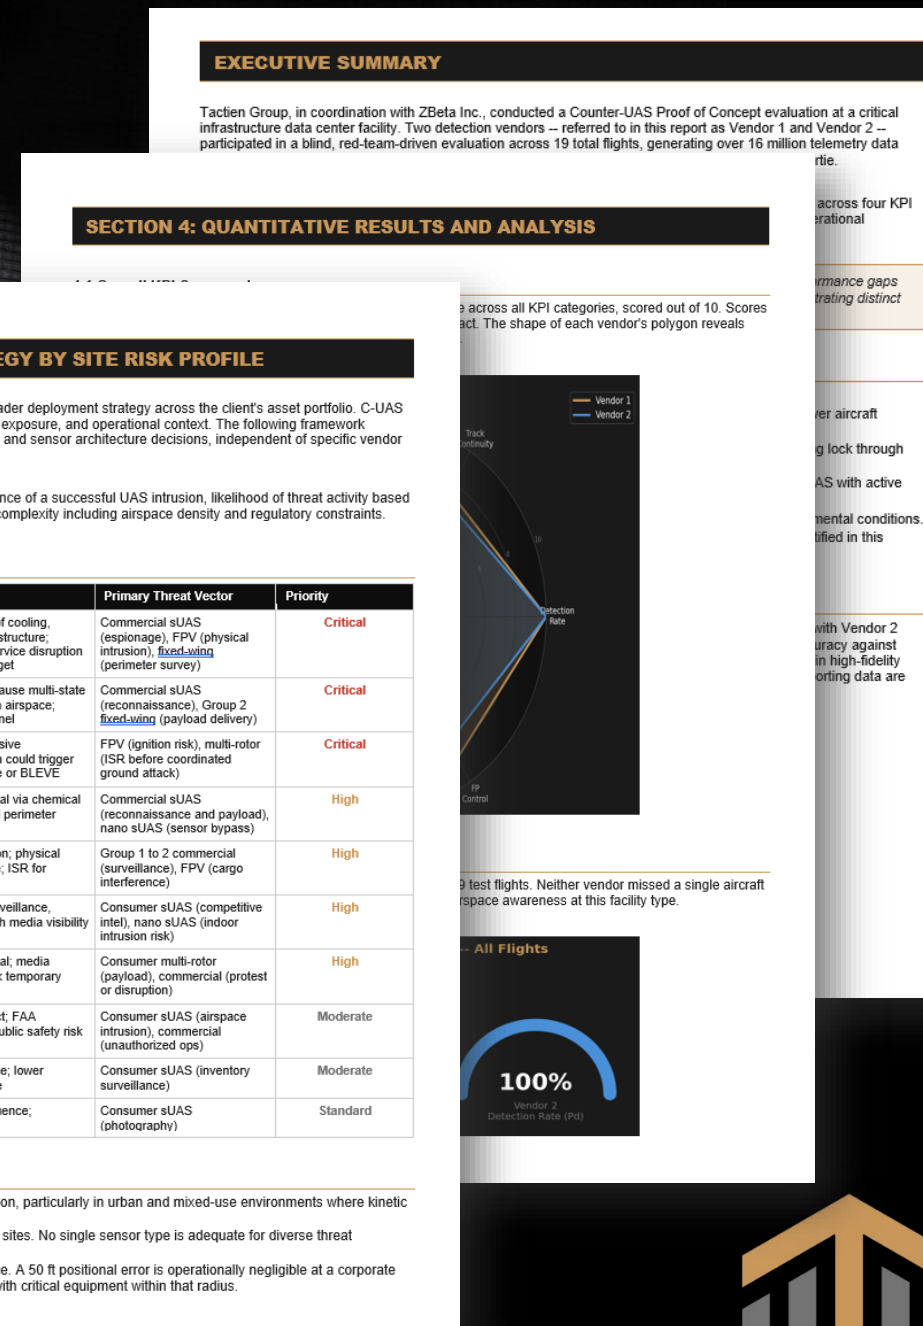 EXECUTIVE SUMMARY
Tactien Group, in coordination with ZBeta Inc., conducted a Counter-UAS Proof of Concept evaluation at a critical
infrastructure data center facility. Two detection vendors -- referred to in this report as Vendor 1 and Vendor 2 --
participated in a blind, red-team-driven evaluation across 19 total flights, generating over 16 million telemetry data
rtie.
across four KPI
erational
rmance gaps
trating distinct
ver aircraft
g lock through
AS with active
mental conditions.
tified in this
with Vendor 2
uracy against
in high-fidelity
orting data are
SECTION 4: QUANTITATIVE RESULTS AND ANALYSIS
e across all KPI categories, scored out of 10. Scores
act. The shape of each vendor's polygon reveals
Vendor 1
Vendor 2
Track
Continuity
10
8
6
Detection
Rate
FP
Control
9 test flights. Neither vendor missed a single aircraft
rspace awareness at this facility type.
-- All Flights
100%
Vendor 2
Detection Rate (Pd)
EGY BY SITE RISK PROFILE
ader deployment strategy across the client's asset portfolio. C-UAS
exposure, and operational context. The following framework
and sensor architecture decisions, independent of specific vendor
nce of a successful UAS intrusion, likelihood of threat activity based
complexity including airspace density and regulatory constraints.
Primary Threat Vector Priority
of cooling, Commercial sUAS Critical
structure; (espionage), FPV (physical
rvice disruption intrusion), fixed-wing
get (perimeter survey)
ause multi-state Commercial sUAS Critical
airspace; (reconnaissance), Group 2
nel fixed-wing (payload delivery)
sive FPV (ignition risk), multi-rotor Critical
could trigger (ISR before coordinated
e or BLEVE ground attack)
al via chemical Commercial sUAS High
perimeter (reconnaissance and payload),
nano sUAS (sensor bypass)
on; physical Group 1 to 2 commercial High
; ISR for (surveillance), FPV (cargo
interference)
veillance, Consumer sUAS (competitive High
h media visibility intel), nano sUAS (indoor
intrusion risk)
al; media Consumer multi-rotor High
temporary (payload), commercial (protest
or disruption)
ct; FAA Consumer sUAS (airspace Moderate
ublic safety risk intrusion), commercial
(unauthorized ops)
e; lower Consumer sUAS (inventory Moderate
e surveillance)
uence; Consumer sUAS Standard
(photography)
on, particularly in urban and mixed-use environments where kinetic
sites. No single sensor type is adequate for diverse threat
e. A 50 ft positional error is operationally negligible at a corporate
with critical equipment within that radius.